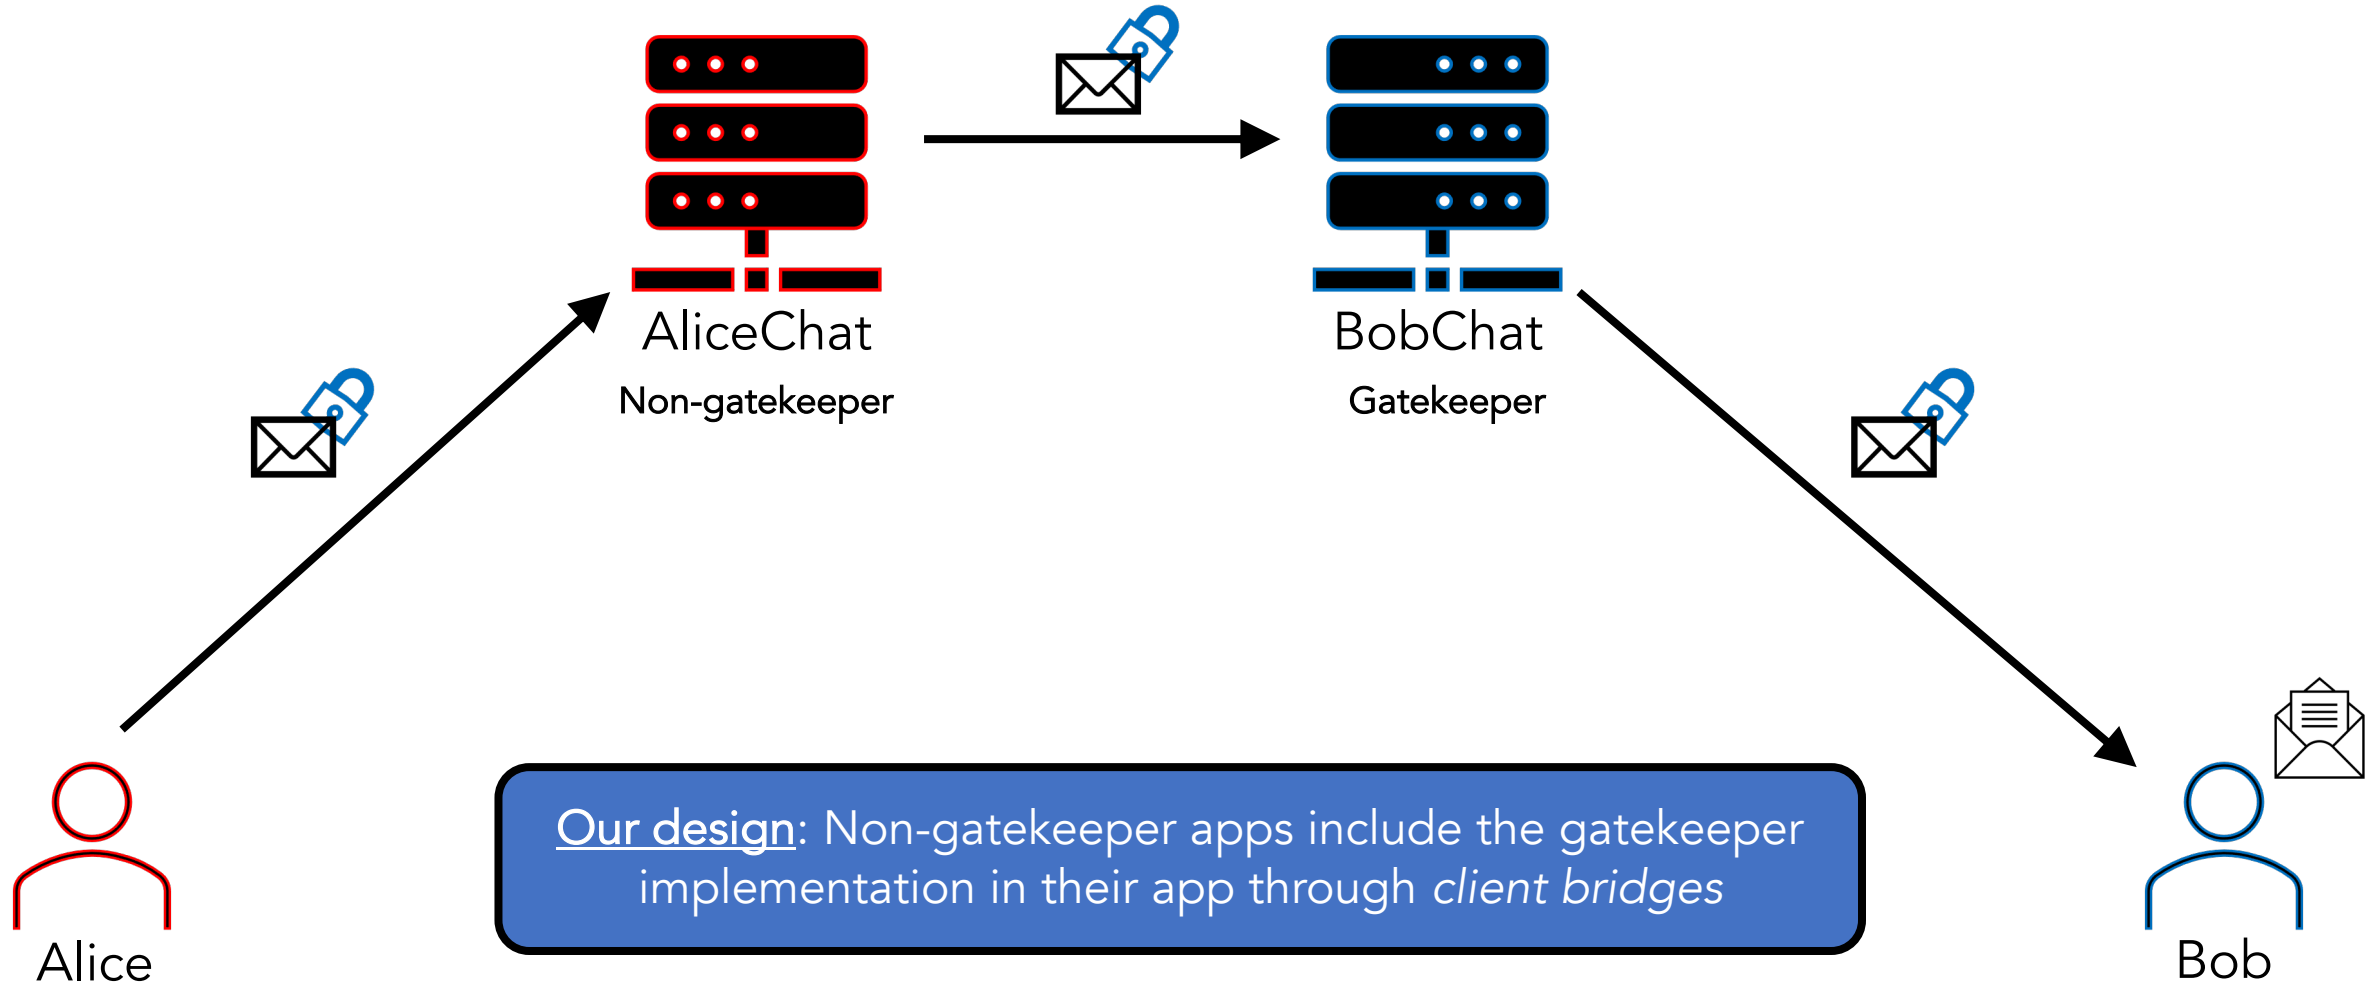 AliceChat
Non-gatekeeper
BobChat
Gatekeeper
Our design: Non-gatekeeper apps include the gatekeeper
implementation in their app through client bridges
Alice
Bob